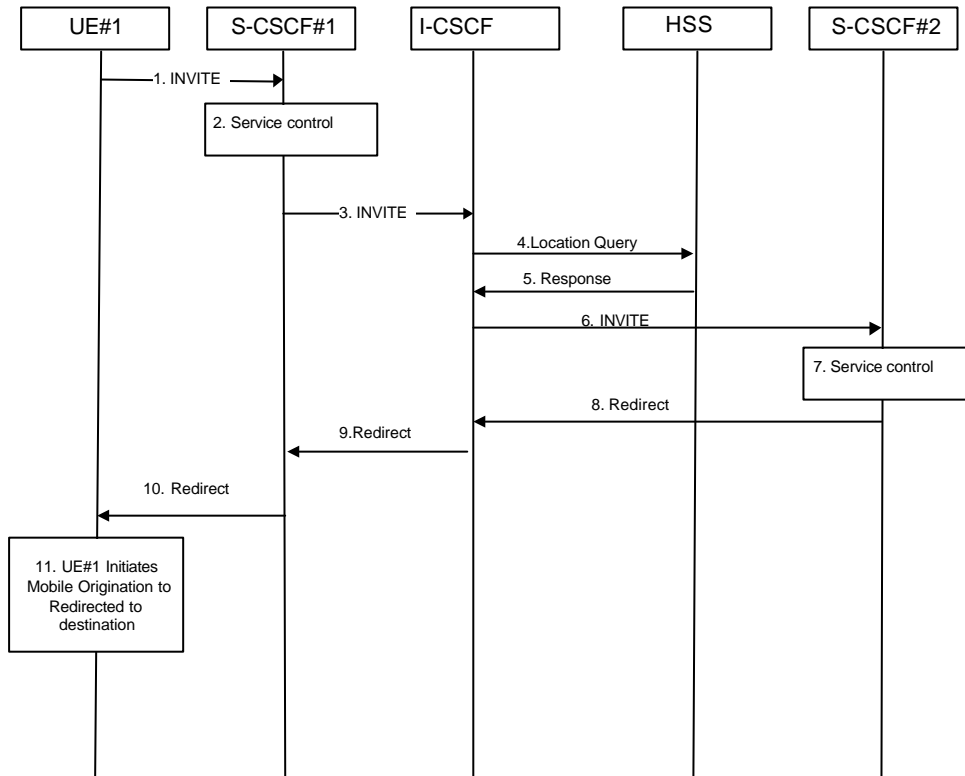 UE#1
S-CSCF#1
I-CSCF
HSS
S-CSCF#2
1. INVITE
2. Service control
3. INVITE
4.Location Query
5. Response
6. INVITE
7. Service control
8. Redirect
9.Redirect
10. Redirect
11. UE#1 Initiates
Mobile Origination to
Redirected to
destination